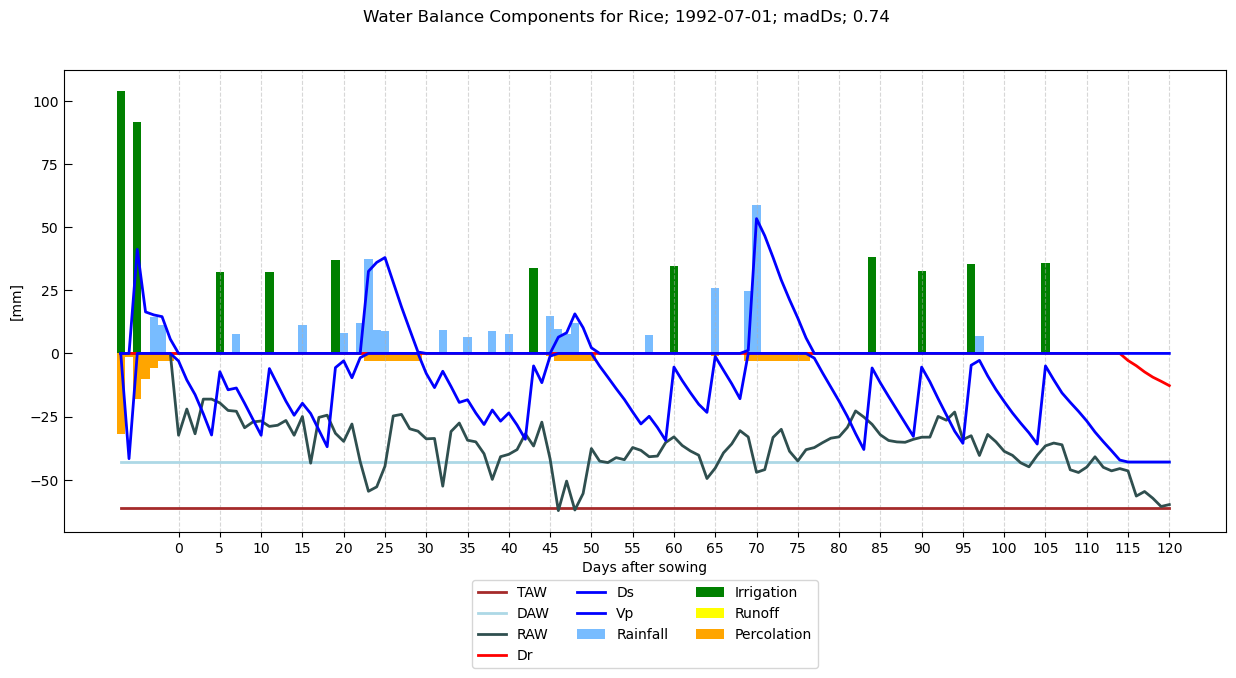 Water Balance Components for Rice; 1992-07-01; madDs; 0.74
100
75
50
25
0
−25
−50
[mm]
0 5 10 15 20 25 30 35 40 45 50 55 60 65 70 75 80 85 90 95 100 105 110 115 120
Days after sowing
TAW Ds Irrigation
DAW Vp Runoff
RAW Rainfall Percolation
Dr